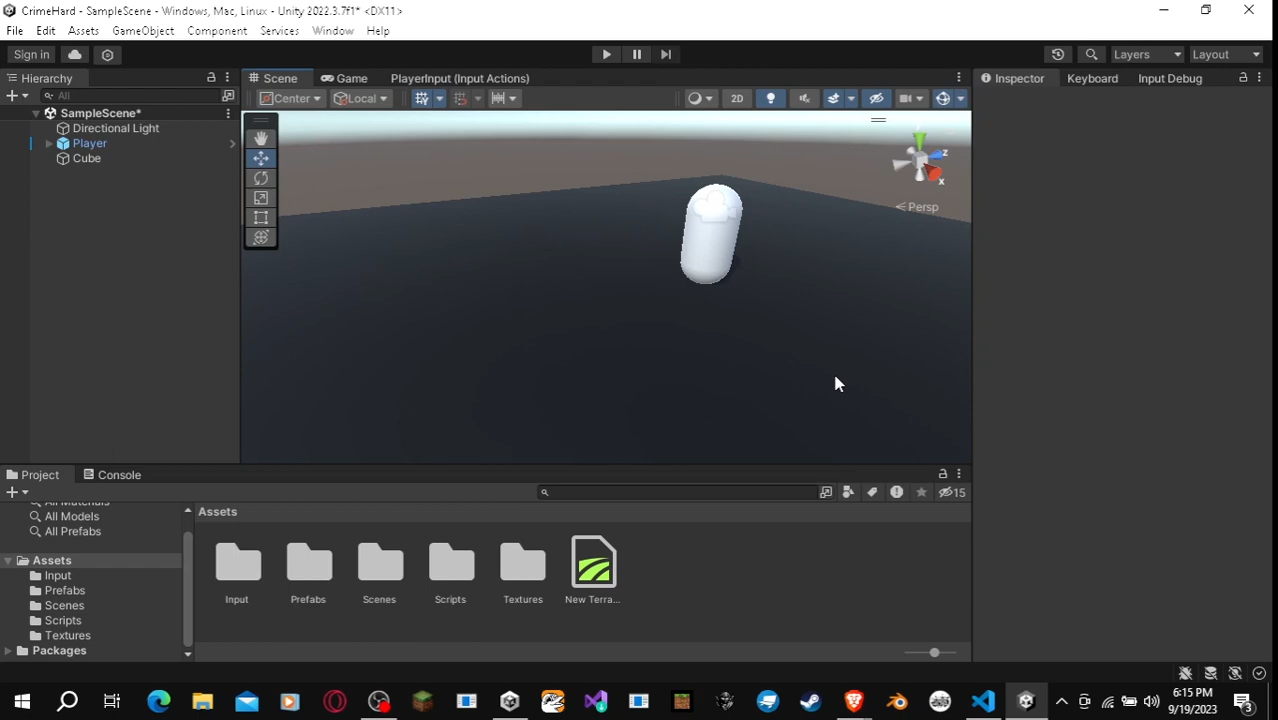 CrimeHard - SampleScene - Windows, Mac, Linux - Unity 2022.3.7f1* <DX11>
File Edit Assets GameObject Component Services Window Help
Sign in Layers Layout
Hierarchy Scene Game PlayerInput (Input Actions) Inspector Keyboard Input Debug
All Center Local 2D
SampleScene*
Directional Light
Player
Cube
z
x
Persp
Project Console
15
All Materials
All Models
All Prefabs
Assets
Input
Prefabs
Scenes
Scripts
Textures
Packages
Assets
Input Prefabs Scenes Scripts Textures New Terra...
6:15 PM
9/19/2023
3